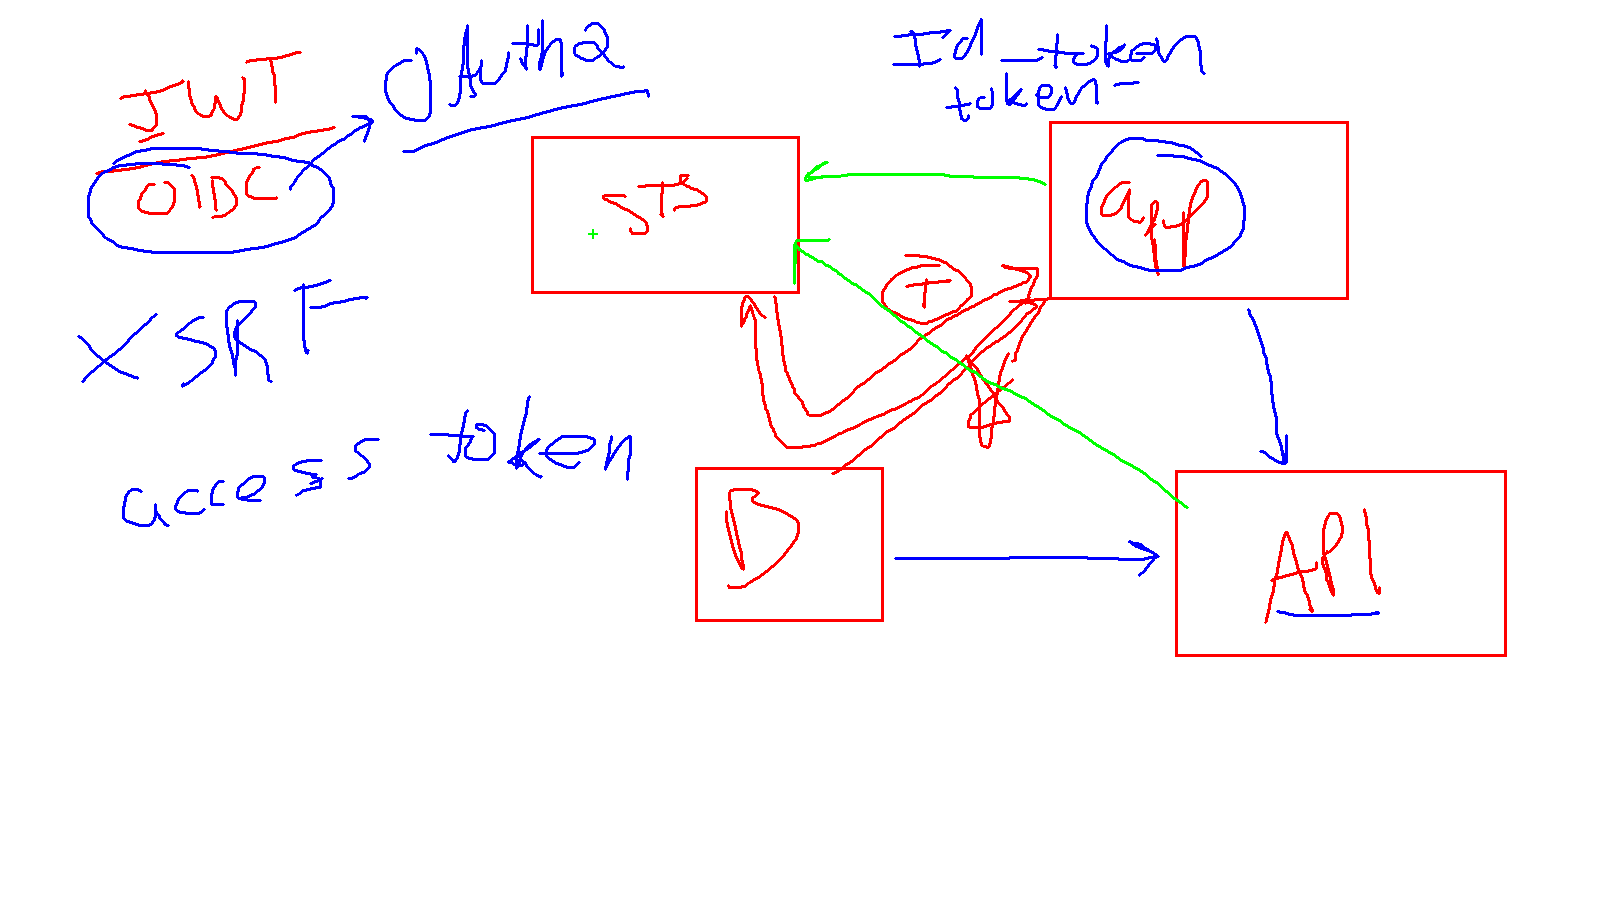 JWT
OAuth2
Id_token
token
OIDC
STS
app
XSRF
T
access token
B
API